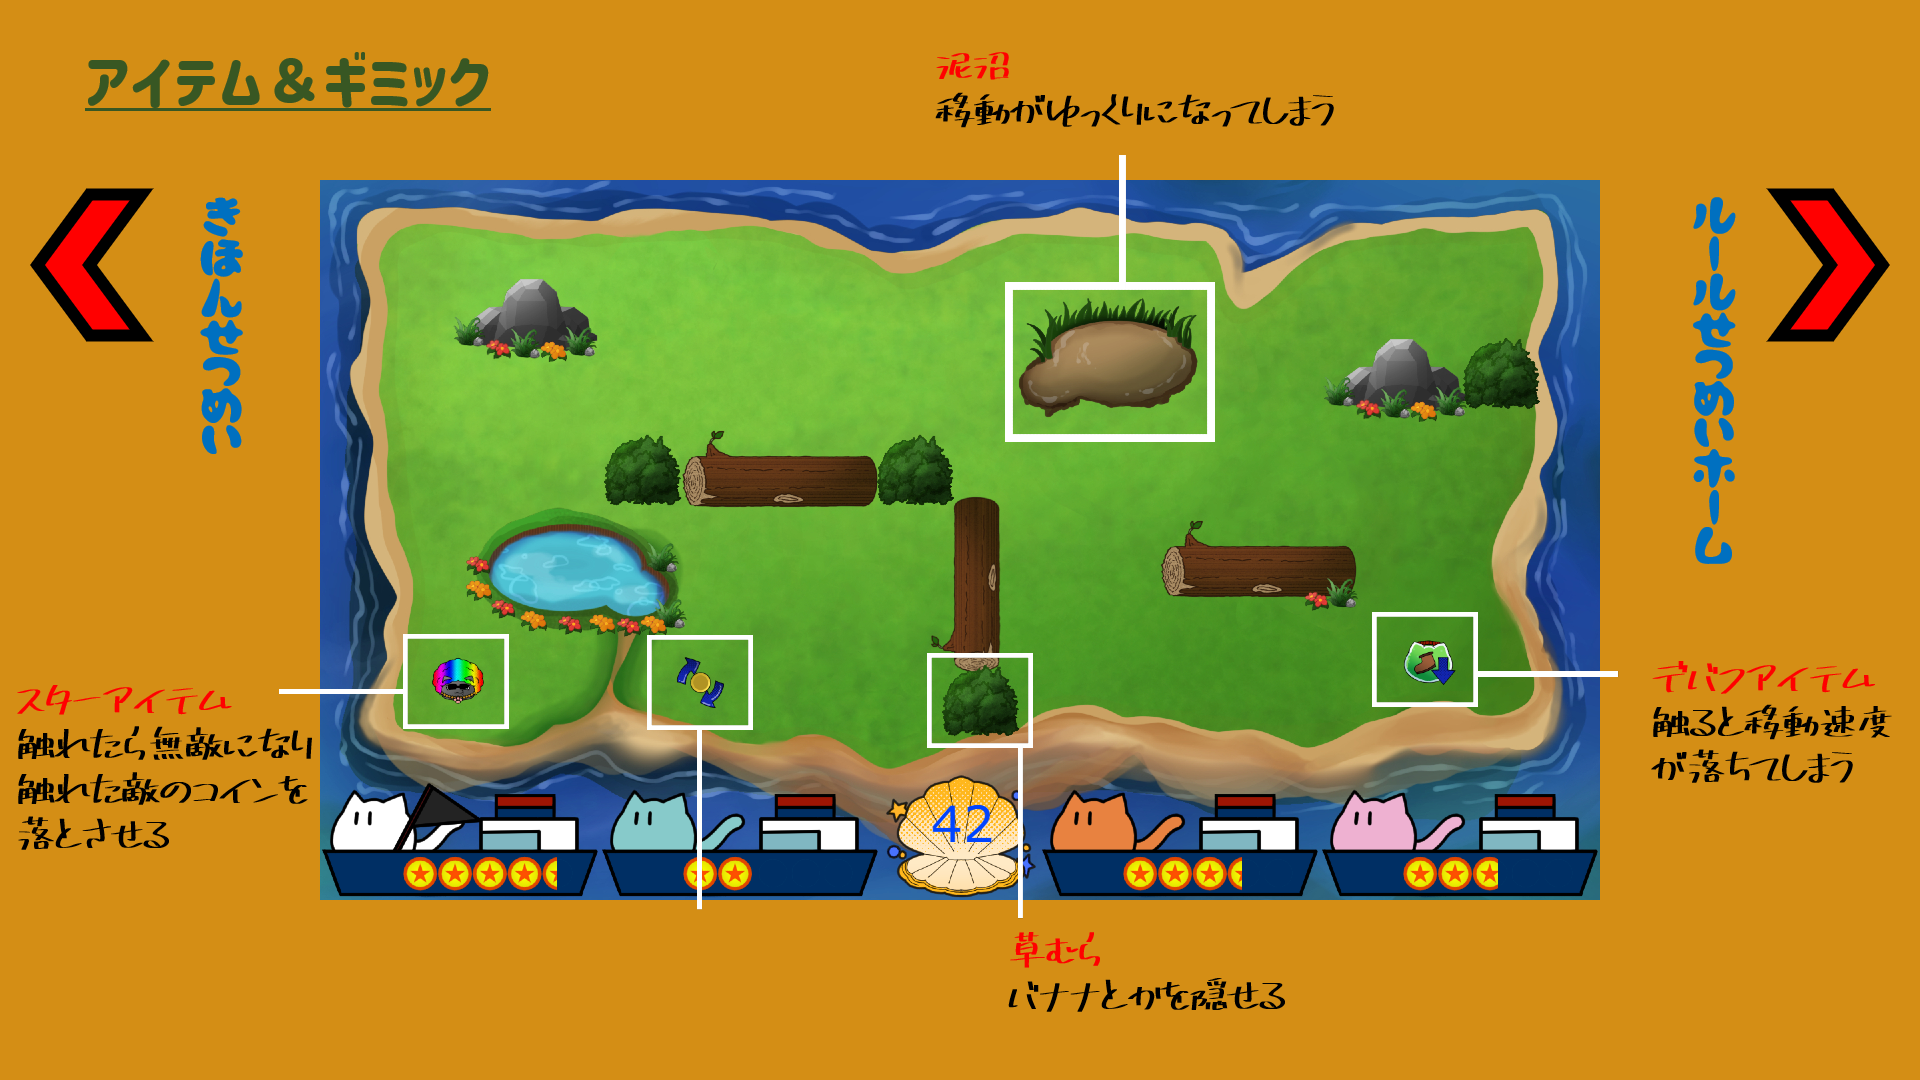 アイテム&ギミック
泥沼
移動がゆっくりになってしまう
きほんせつめい
ルールせつめいホーム
スターアイテム
触れたら無敵になり
触れた敵のコインを
落とさせる
デバフアイテム
触ると移動速度
が落ちてしまう
42
草むら
バナナとかを隠せる